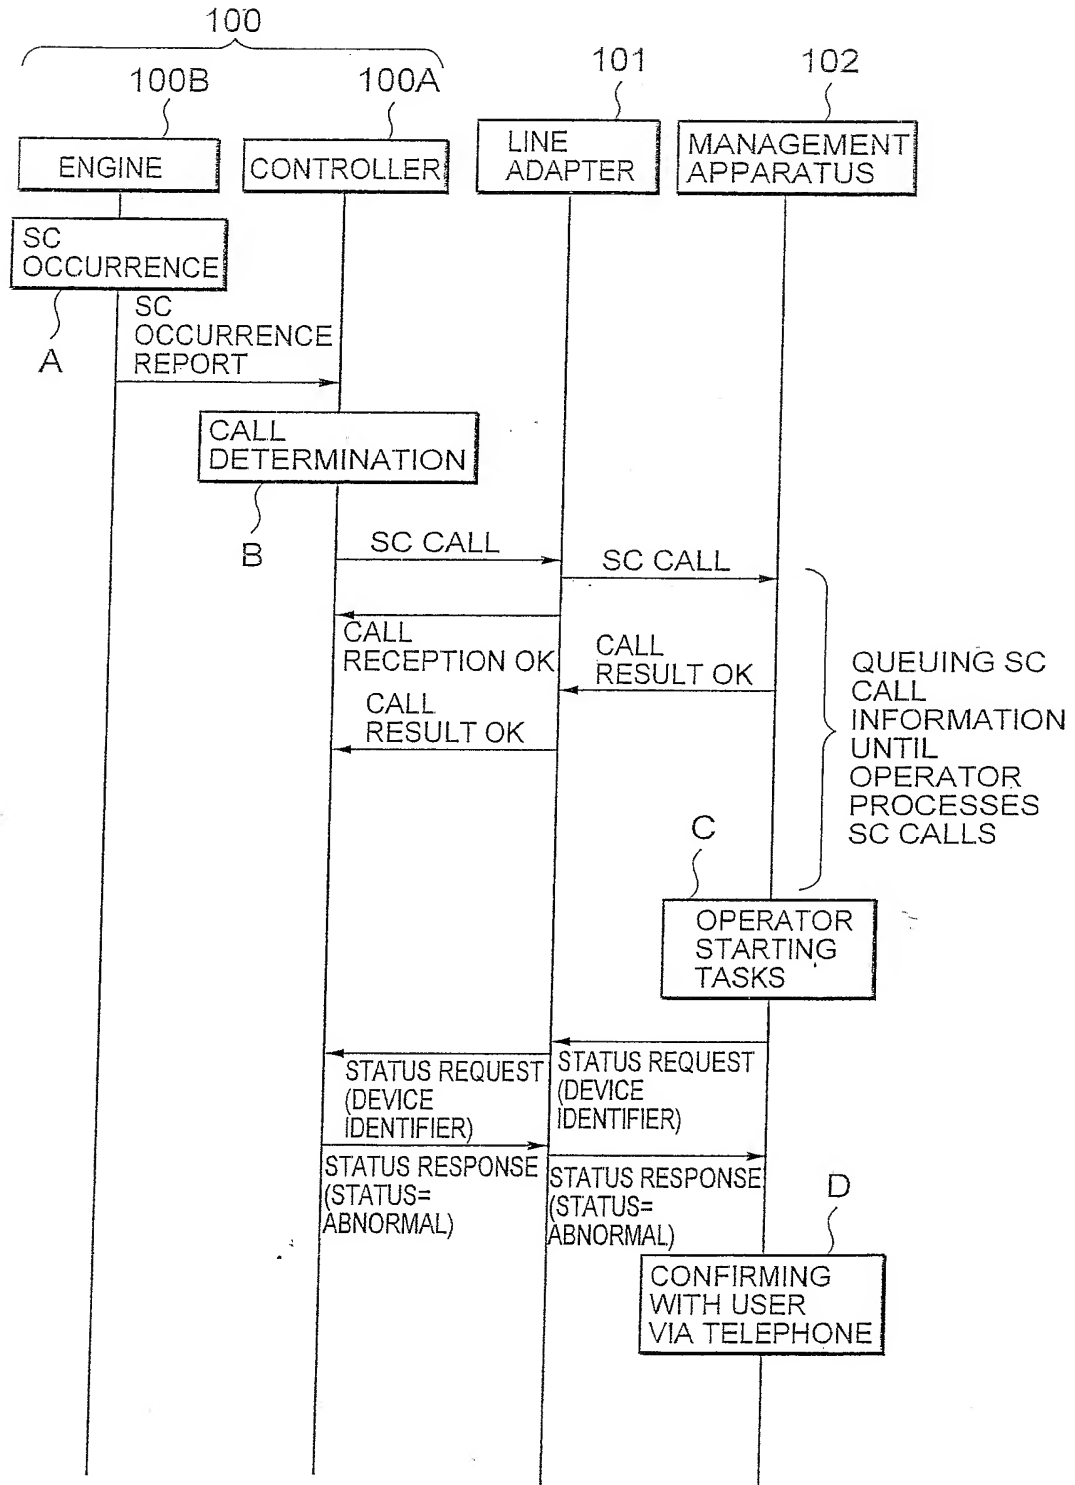 100
100B
100A
101
102
ENGINE
CONTROLLER
LINE
ADAPTER
MANAGEMENT
APPARATUS
SC
OCCURRENCE
A
SC
OCCURRENCE
REPORT
CALL
DETERMINATION
B
SC CALL
SC CALL
CALL
RECEPTION OK
CALL
RESULT OK
CALL
RESULT OK
QUEUING SC
CALL
INFORMATION
UNTIL
OPERATOR
PROCESSES
SC CALLS
C
OPERATOR
STARTING
TASKS
STATUS REQUEST
(DEVICE
IDENTIFIER)
STATUS REQUEST
(DEVICE
IDENTIFIER)
STATUS RESPONSE
(STATUS=
ABNORMAL)
STATUS RESPONSE
(STATUS=
ABNORMAL)
D
CONFIRMING
WITH USER
VIA TELEPHONE